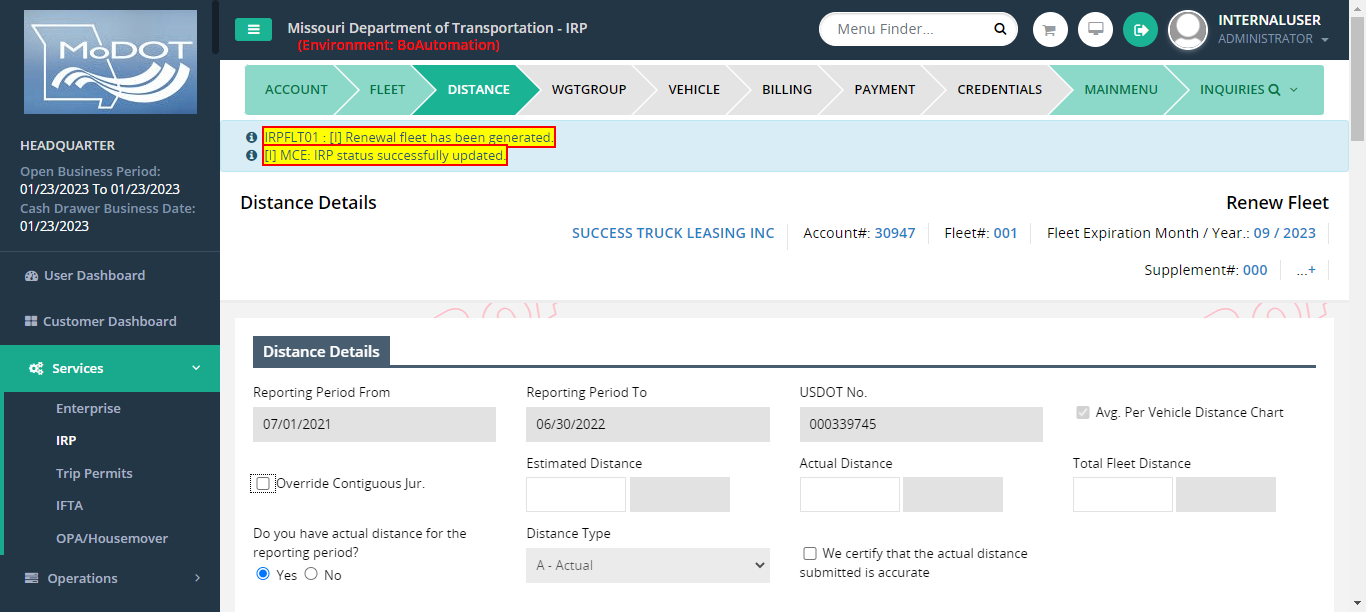 MoDOT
Missouri Department of Transportation - IRP
(Environment: BoAutomation)
Menu Finder...
INTERNALUSER
ADMINISTRATOR
HEADQUARTER
Open Business Period:
01/23/2023 To 01/23/2023
Cash Drawer Business Date:
01/23/2023
User Dashboard
Customer Dashboard
Services
Enterprise
IRP
Trip Permits
IFTA
OPA/Housemover
Operations
ACCOUNT FLEET DISTANCE WGTGROUP VEHICLE BILLING PAYMENT CREDENTIALS MAINMENU INQUIRIES
IRPFLT01 : [I] Renewal fleet has been generated.
[I] MCE: IRP status successfully updated.
Distance Details Renew Fleet
SUCCESS TRUCK LEASING INC Account#: 30947 Fleet#: 001 Fleet Expiration Month / Year.: 09 / 2023
Supplement#: 000 ...+
Distance Details
Reporting Period From Reporting Period To USDOT No.
07/01/2021 06/30/2022 000339745 Avg. Per Vehicle Distance Chart
Estimated Distance Actual Distance Total Fleet Distance
Override Contiguous Jur.
Do you have actual distance for the
reporting period?
Yes No
Distance Type
A - Actual
We certify that the actual distance
submitted is accurate